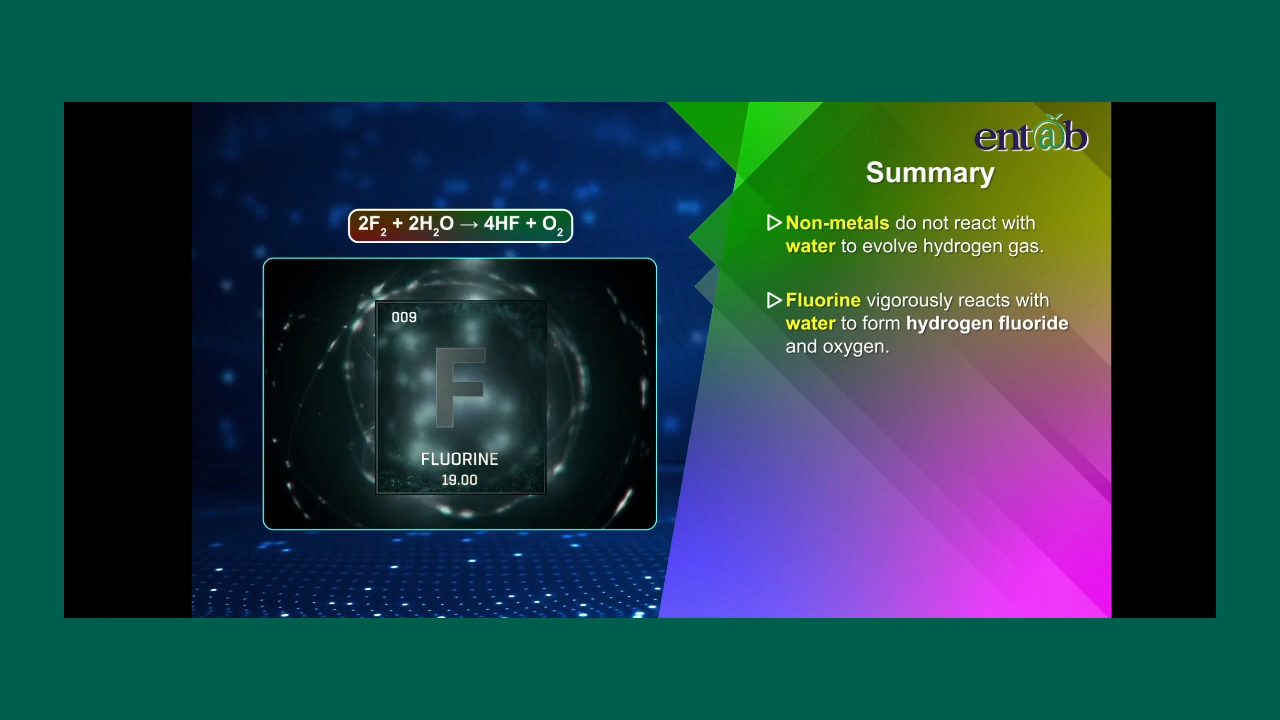 entab
Summary
2F₂ + 2H₂O → 4HF + O₂
009
F
FLUORINE
19.00
Non-metals do not react with
water to evolve hydrogen gas.
Fluorine vigorously reacts with
water to form hydrogen fluoride
and oxygen.